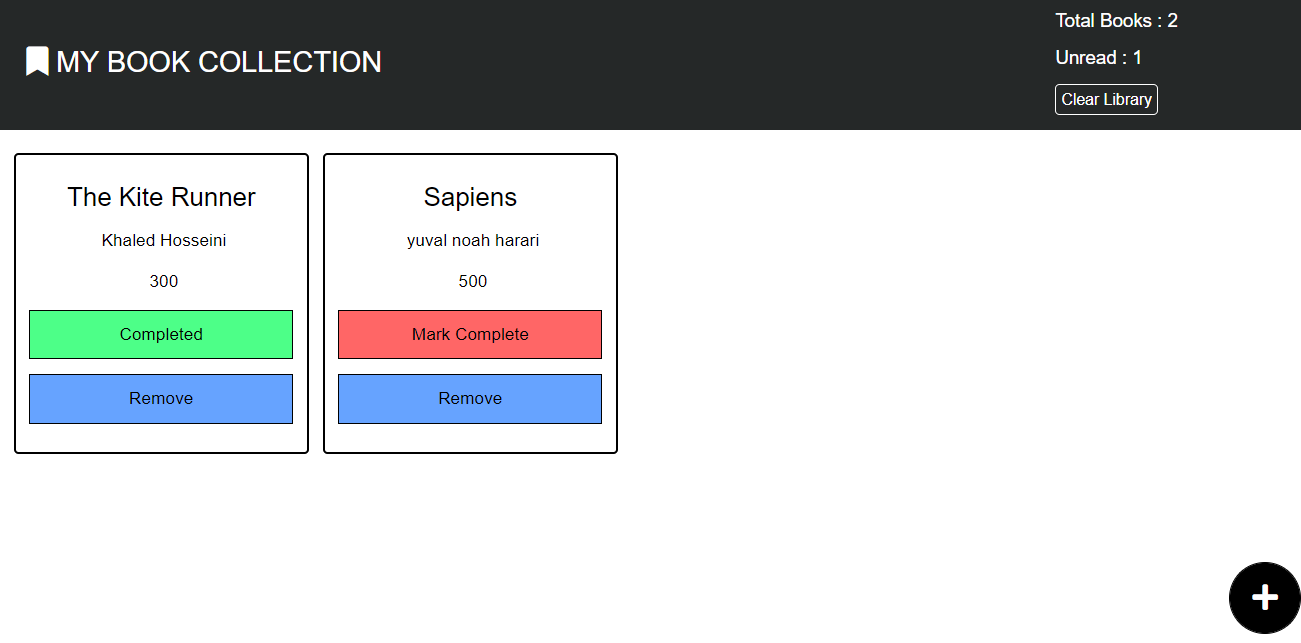 MY BOOK COLLECTION
Total Books : 2
Unread : 1
Clear Library
The Kite Runner
Khaled Hosseini
300
Completed
Remove
Sapiens
yuval noah harari
500
Mark Complete
Remove